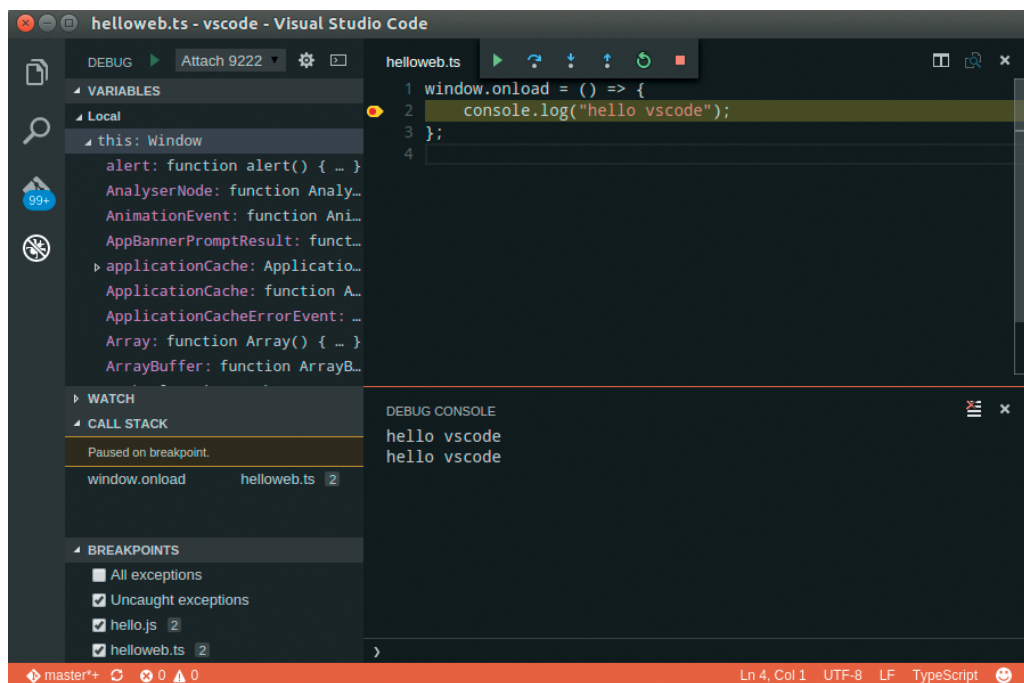 helloweb.ts - vscode - Visual Studio Code
DEBUG Attach 9222
VARIABLES
Local
this: Window
alert: function alert() { … }
AnalyserNode: function Analy…
AnimationEvent: function Ani…
AppBannerPromptResult: funct…
applicationCache: Applicatio…
ApplicationCache: function A…
ApplicationCacheErrorEvent: …
Array: function Array() { … }
ArrayBuffer: function ArrayB…
WATCH
CALL STACK
Paused on breakpoint.
window.onload helloweb.ts 2
BREAKPOINTS
All exceptions
Uncaught exceptions
hello.js 2
helloweb.ts 2
99+
helloweb.ts
1 window.onload = () => {
2 console.log("hello vscode");
3 };
4
DEBUG CONSOLE
hello vscode
hello vscode
❯
master*+ 0 0 Ln 4, Col 1 UTF-8 LF TypeScript